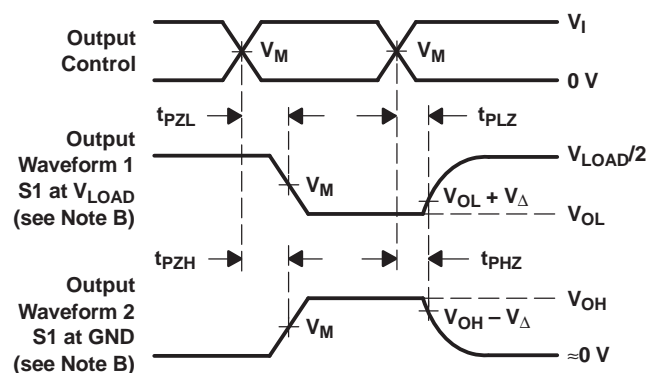 Output
Control
V_M
V_M
V_I
0 V
t_PZL
t_PLZ
Output
Waveform 1
S1 at V_LOAD
(see Note B)
V_M
V_LOAD/2
V_OL + V_Δ
V_OL
t_PZH
t_PHZ
Output
Waveform 2
S1 at GND
(see Note B)
V_M
V_OH
V_OH − V_Δ
≈0 V